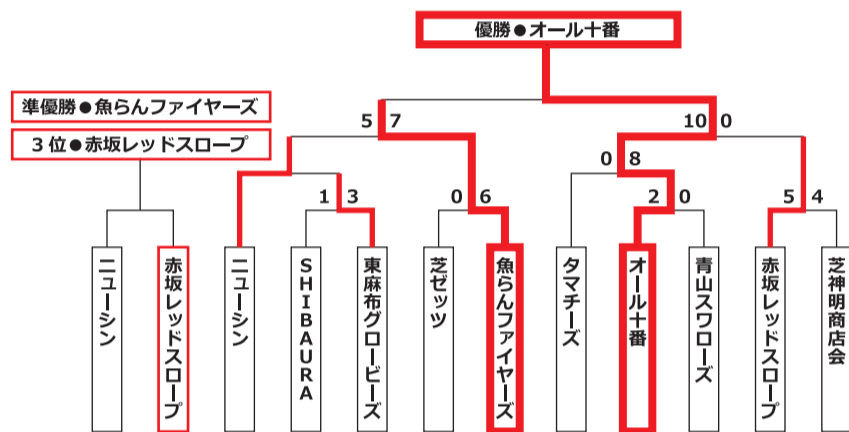 優勝●オール十番
準優勝●魚らんファイヤーズ
3位●赤坂レッドスロープ
5 7
10 0
0 8
1 3
0 6
2 0
5 4
ニューシン
赤坂レッドスロープ
ニューシン
SHIBAURA
東麻布グロービーズ
芝ゼッツ
魚らんファイヤーズ
タマチーズ
オール十番
青山スワローズ
赤坂レッドスロープ
芝神明商店会